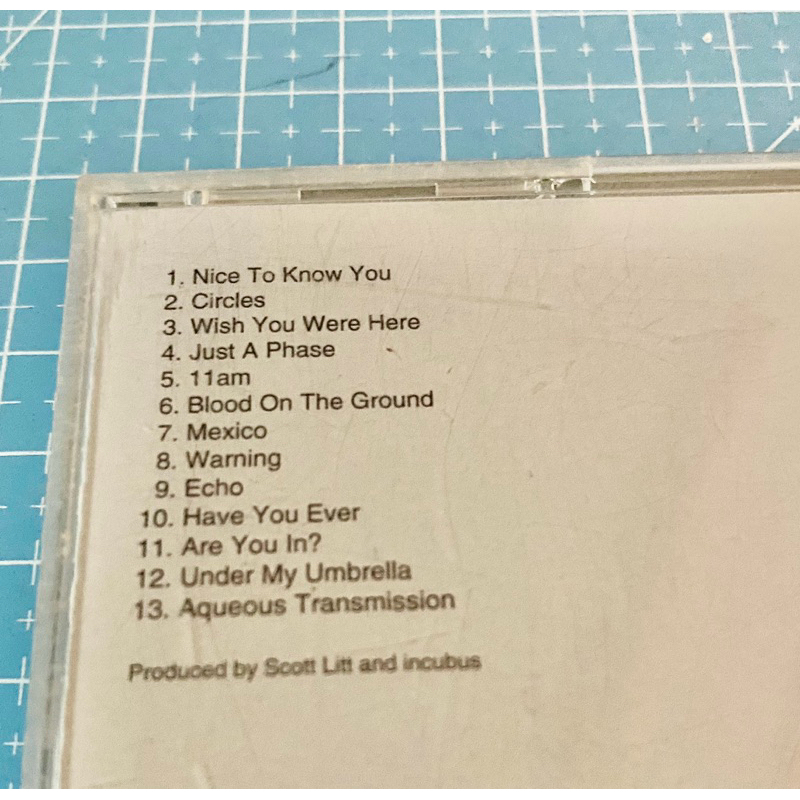 1. Nice To Know You
2. Circles
3. Wish You Were Here
4. Just A Phase
5. 11am
6. Blood On The Ground
7. Mexico
8. Warning
9. Echo
10. Have You Ever
11. Are You In?
12. Under My Umbrella
13. Aqueous Transmission
Produced by Scott Litt and incubus